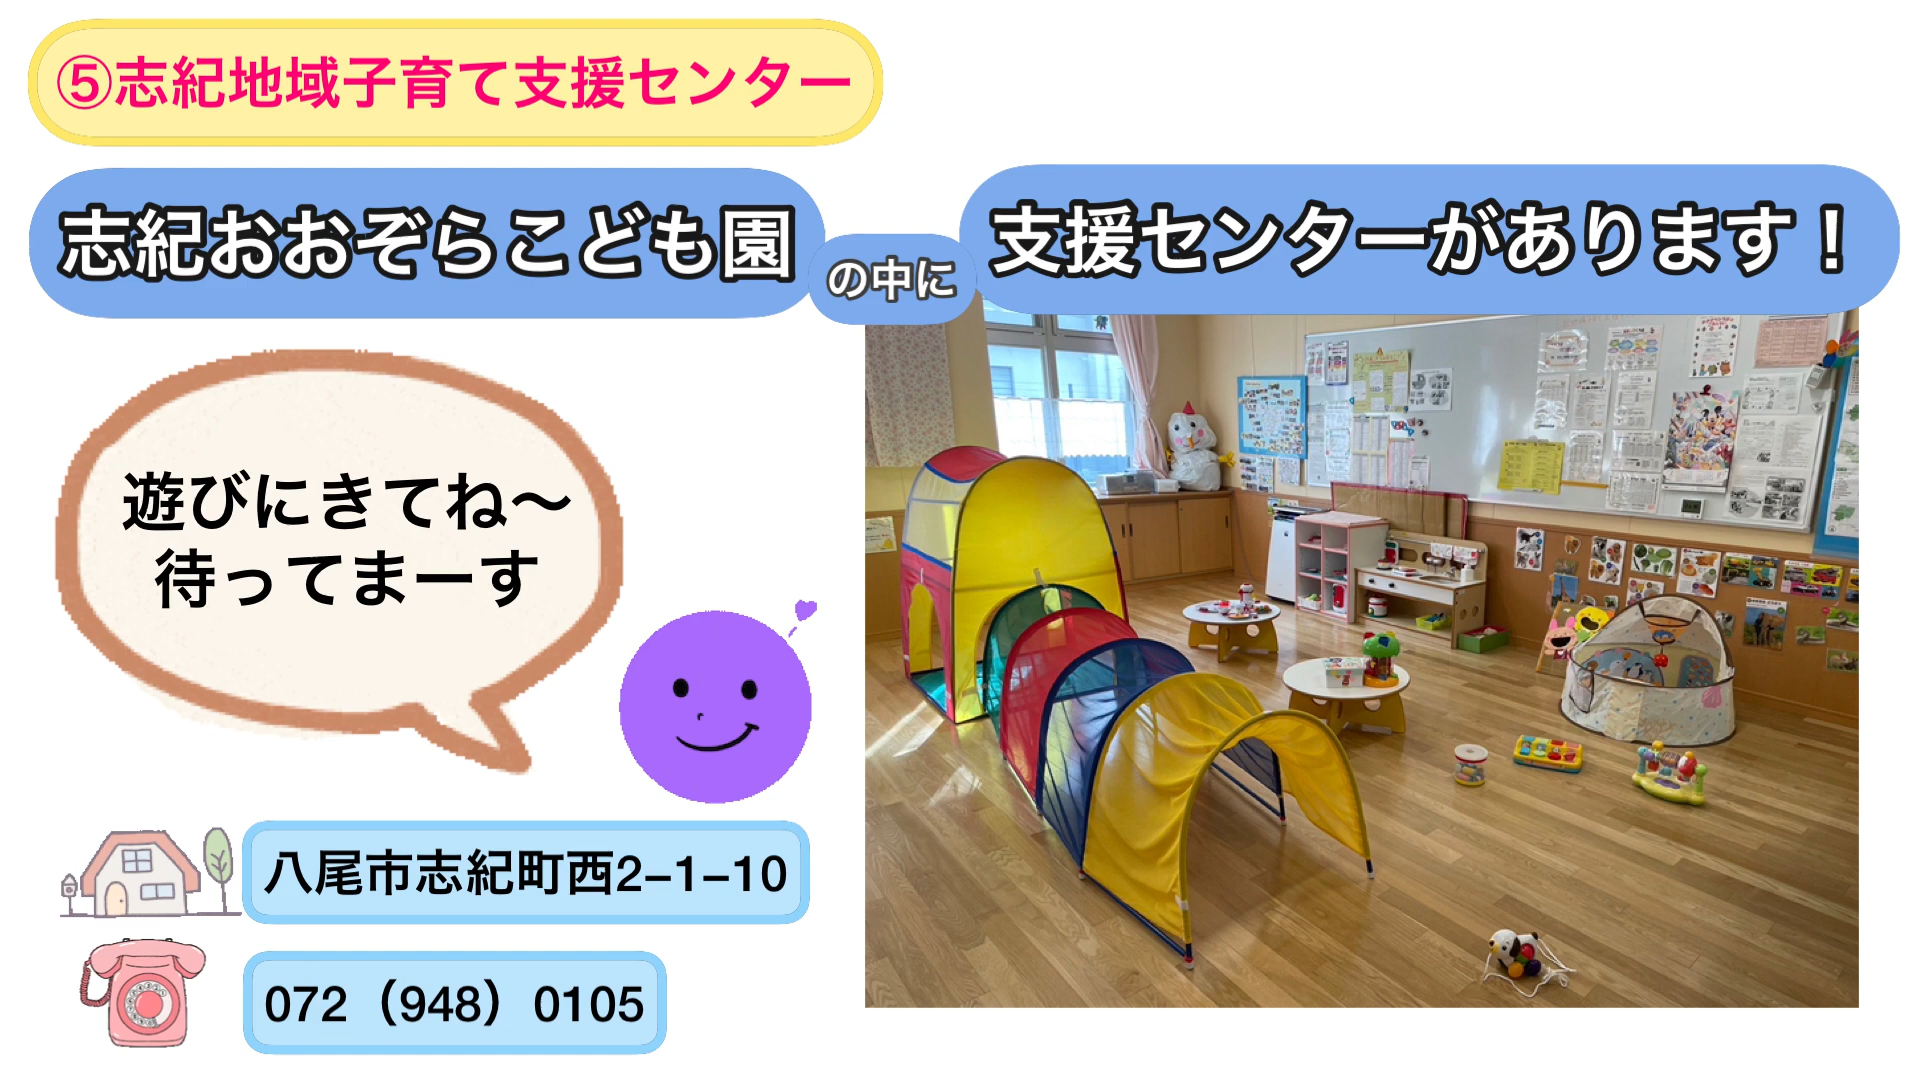 ⑤志紀地域子育て支援センター
志紀おおぞらこども園
の中に
支援センターがあります！
遊びにきてね〜
待ってまーす
八尾市志紀町西2−1−10
072（948）0105